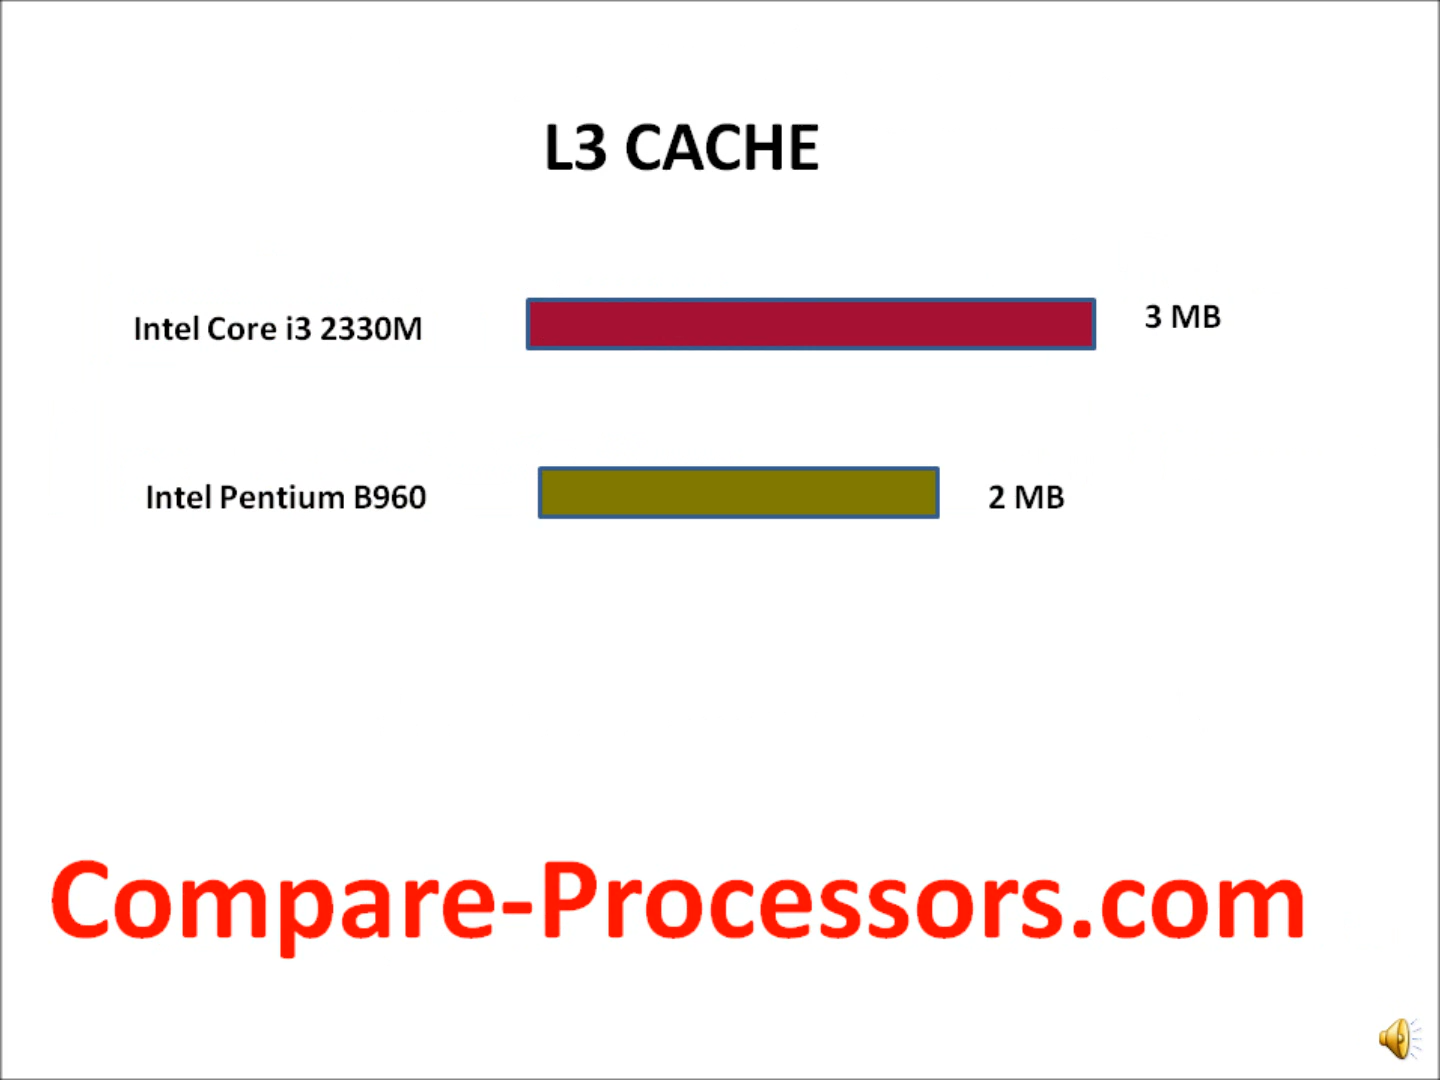 L3 CACHE
Intel Core i3 2330M
3 MB
Intel Pentium B960
2 MB
Compare-Processors.com